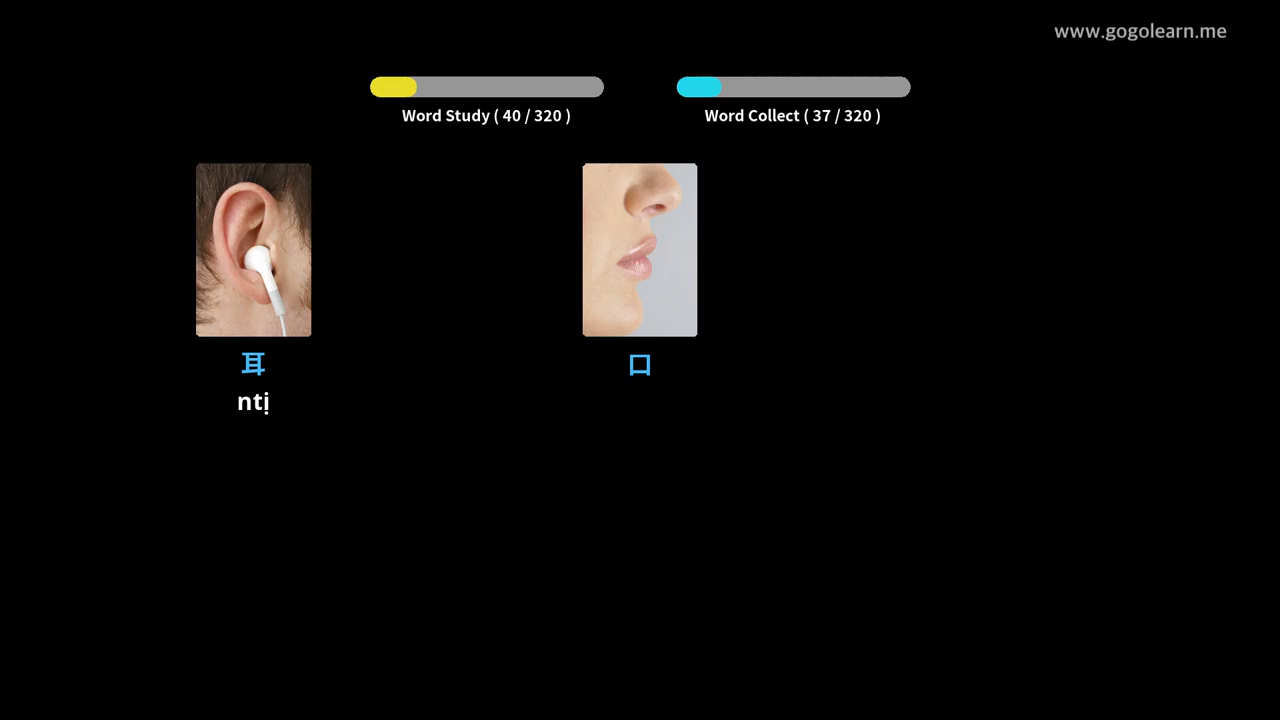 www.gogolearn.me
Word Study ( 40 / 320 )
Word Collect ( 37 / 320 )
耳
口
ntị